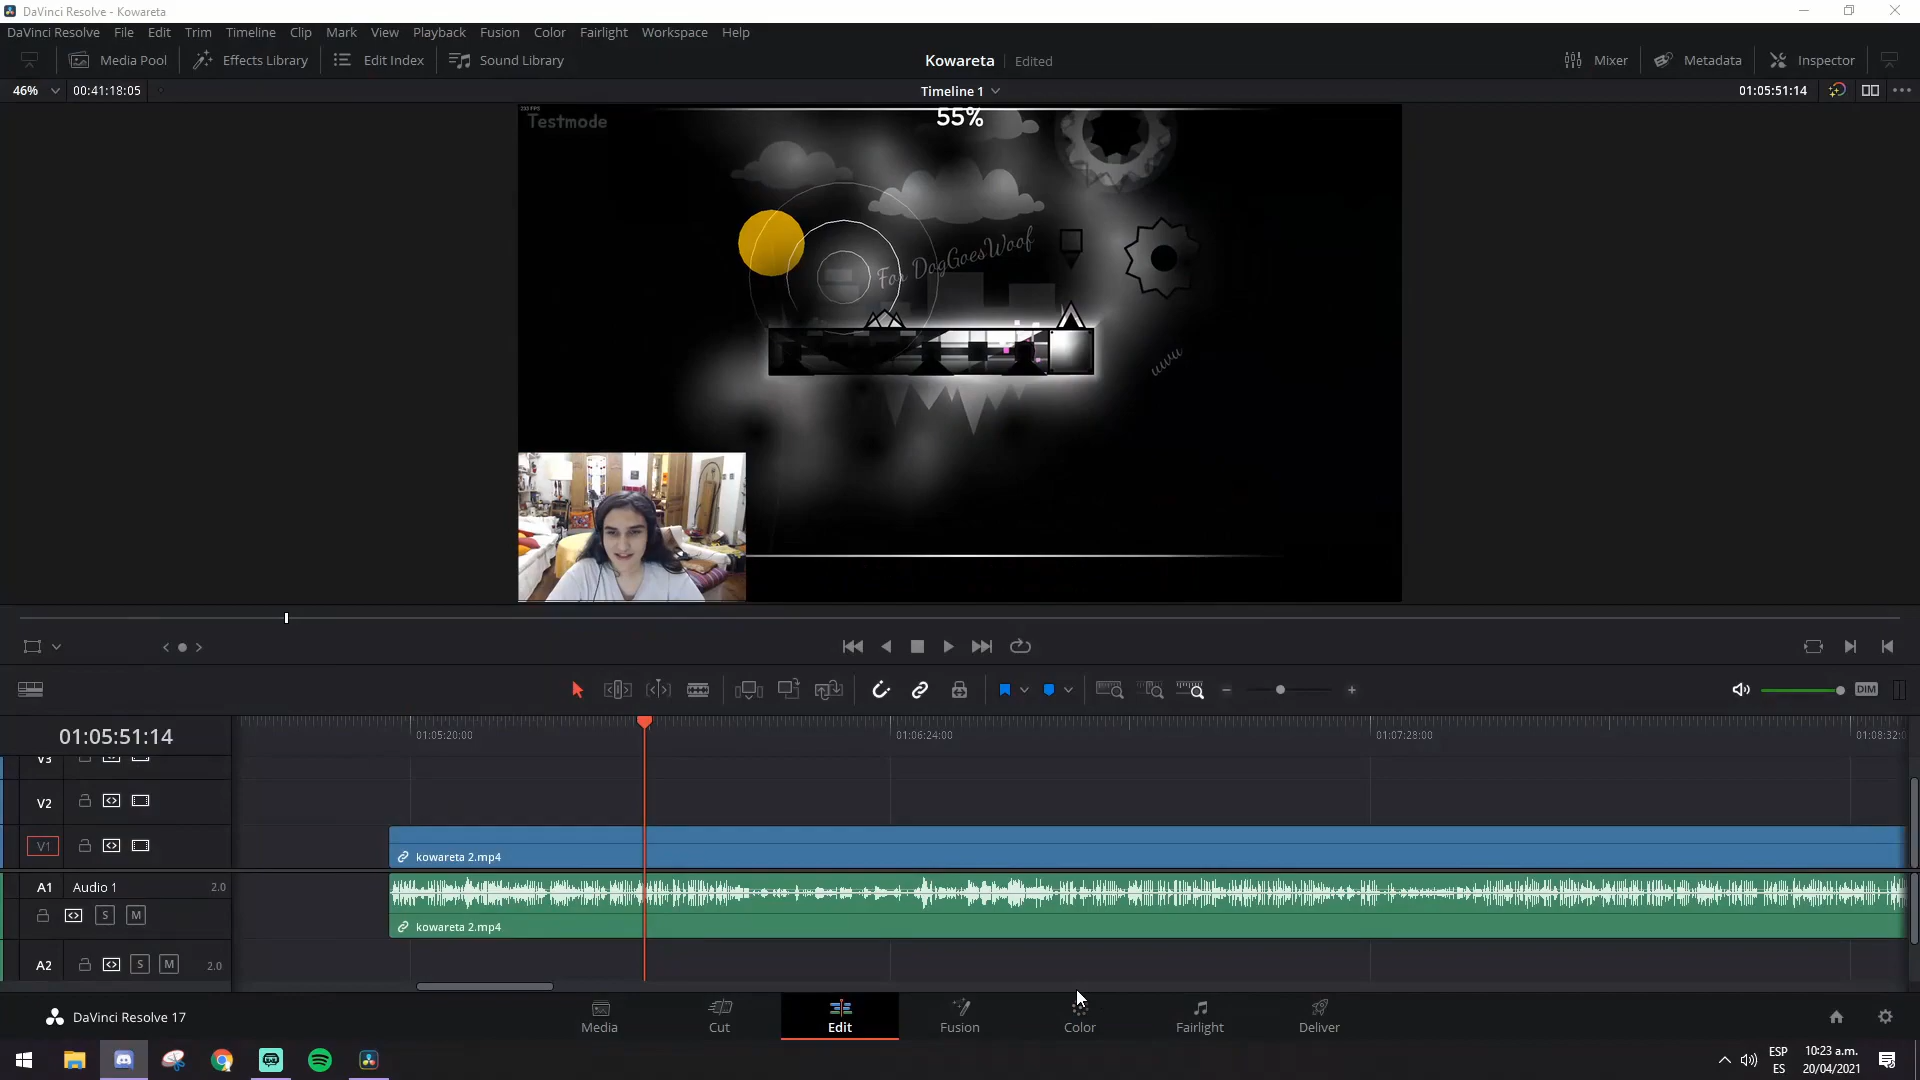 DaVinci Resolve - Kowareta
DaVinci Resolve File Edit Trim Timeline Clip Mark View Playback Fusion Color Fairlight Workspace Help
Media Pool Effects Library Edit Index Sound Library Kowareta Edited Mixer Metadata Inspector
46% 00:41:18:05 Timeline 1 01:05:51:14
Testmode
55%
For DogGoesWoof
uwu
DIM
01:05:51:14
01:05:20:00 01:06:24:00 01:07:28:00 01:08:32:0
V3
V2
V1 kowareta 2.mp4
A1 Audio 1 2.0
S M
kowareta 2.mp4
A2 S M 2.0
DaVinci Resolve 17
Media Cut Edit Fusion Color Fairlight Deliver
ESP
ES
10:23 a.m.
20/04/2021